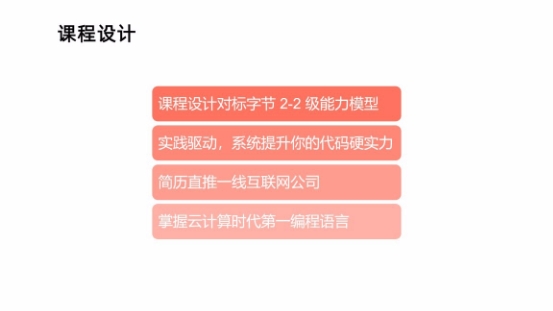 课程设计
课程设计对标字节 2-2 级能力模型
实践驱动，系统提升你的代码硬实力
简历直推一线互联网公司
掌握云计算时代第一编程语言